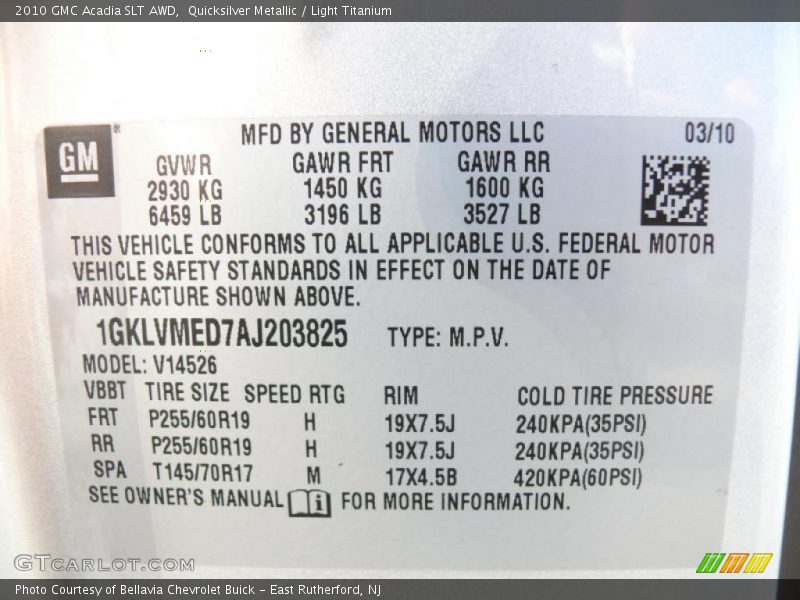 2010 GMC Acadia SLT AWD, Quicksilver Metallic / Light Titanium
GM®
MFD BY GENERAL MOTORS LLC 03/10
GVWR GAWR FRT GAWR RR
2930 KG 1450 KG 1600 KG
6459 LB 3196 LB 3527 LB
THIS VEHICLE CONFORMS TO ALL APPLICABLE U.S. FEDERAL MOTOR
VEHICLE SAFETY STANDARDS IN EFFECT ON THE DATE OF
MANUFACTURE SHOWN ABOVE.
1GKLVMED7AJ203825 TYPE: M.P.V.
MODEL: V14526
VBBT TIRE SIZE SPEED RTG RIM COLD TIRE PRESSURE
FRT P255/60R19 H 19X7.5J 240KPA(35PSI)
RR P255/60R19 H 19X7.5J 240KPA(35PSI)
SPA T145/70R17 M 17X4.5B 420KPA(60PSI)
SEE OWNER'S MANUAL i FOR MORE INFORMATION.
GTCARLOT.COM
Photo Courtesy of Bellavia Chevrolet Buick – East Rutherford, NJ